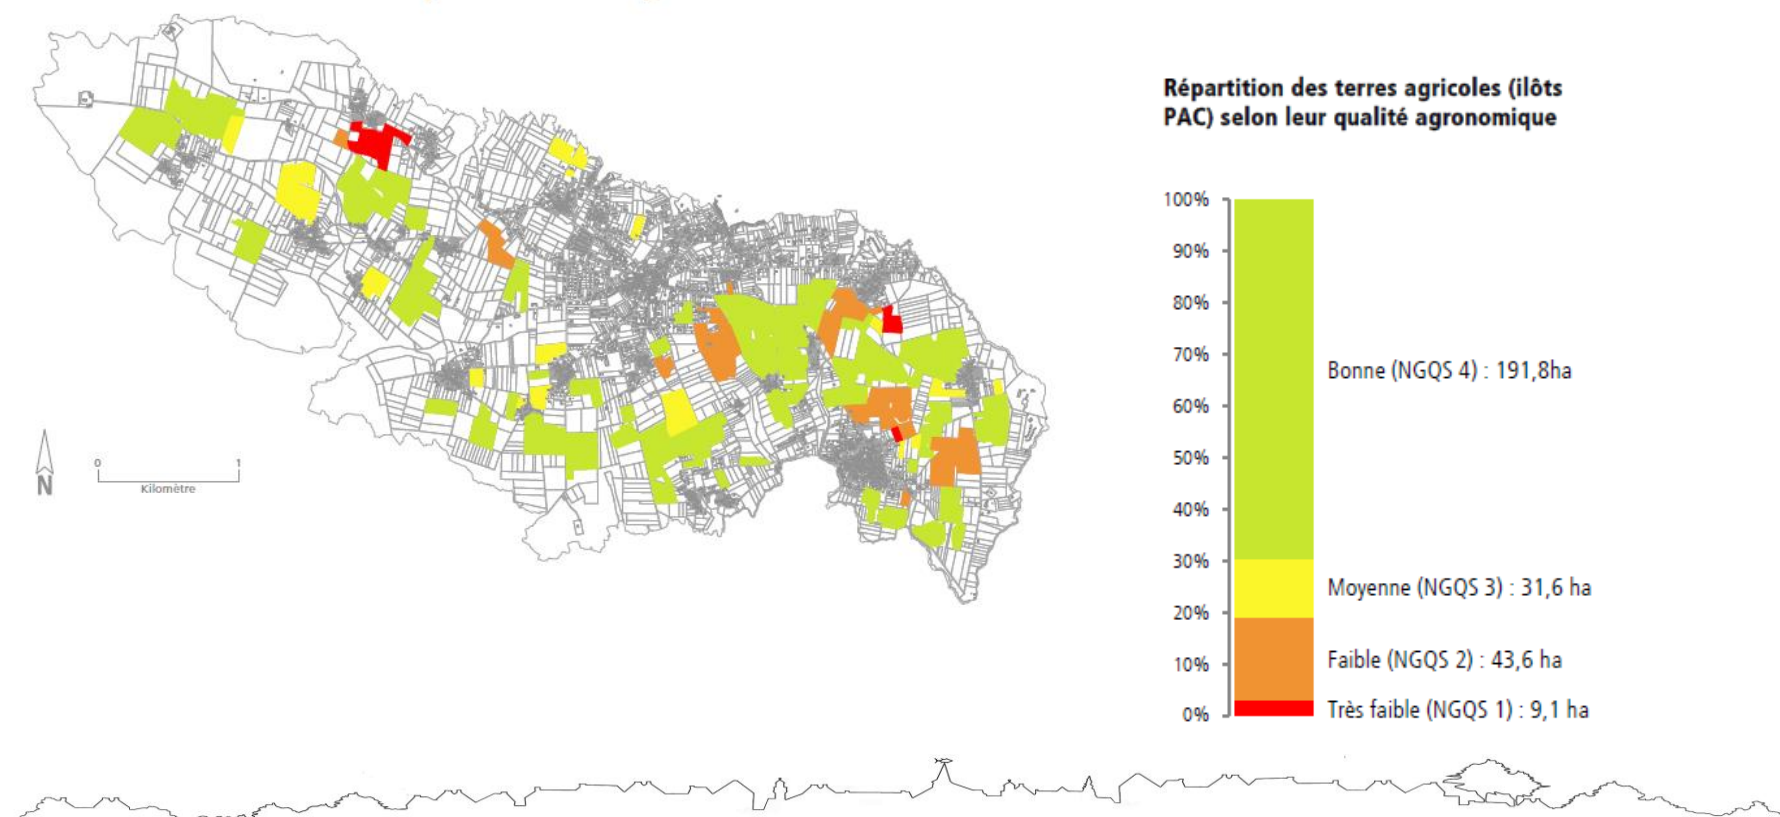 Répartition des terres agricoles (ilôts
PAC) selon leur qualité agronomique
100%
90%
80%
70%
Bonne (NGQS 4) : 191,8ha
60%
50%
40%
30%
Moyenne (NGQS 3) : 31,6 ha
20%
10%
Faible (NGQS 2) : 43,6 ha
0%
Très faible (NGQS 1) : 9,1 ha
N
0 1
Kilomètre